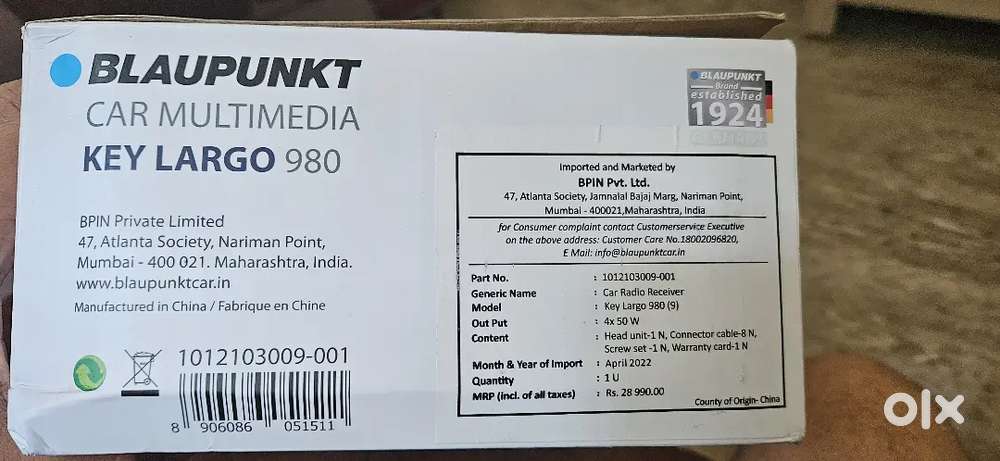 BLAUPUNKT
CAR MULTIMEDIA
KEY LARGO 980
BPIN Private Limited
47, Atlanta Society, Nariman Point,
Mumbai - 400 021. Maharashtra, India.
www.blaupunktcar.in
Manufactured in China / Fabrique en Chine
1012103009-001
8 906086 051511
BLAUPUNKT
Brand
established
1924
Imported and Marketed by
BPIN Pvt. Ltd.
47, Atlanta Society, Jamnalal Bajaj Marg, Nariman Point,
Mumbai - 400021,Maharashtra, India
for Consumer complaint contact Customerservice Executive
on the above address: Customer Care No.18002096820,
E Mail: info@blaupunktcar.in
Part No. : 1012103009-001
Generic Name : Car Radio Receiver
Model : Key Largo 980 (9)
Out Put : 4x 50 W
Content : Head unit-1 N, Connector cable-8 N,
Screw set -1 N, Warranty card-1 N
Month & Year of Import : April 2022
Quantity : 1 U
MRP (incl. of all taxes) : Rs. 28 990.00
County of Origin- China
olx